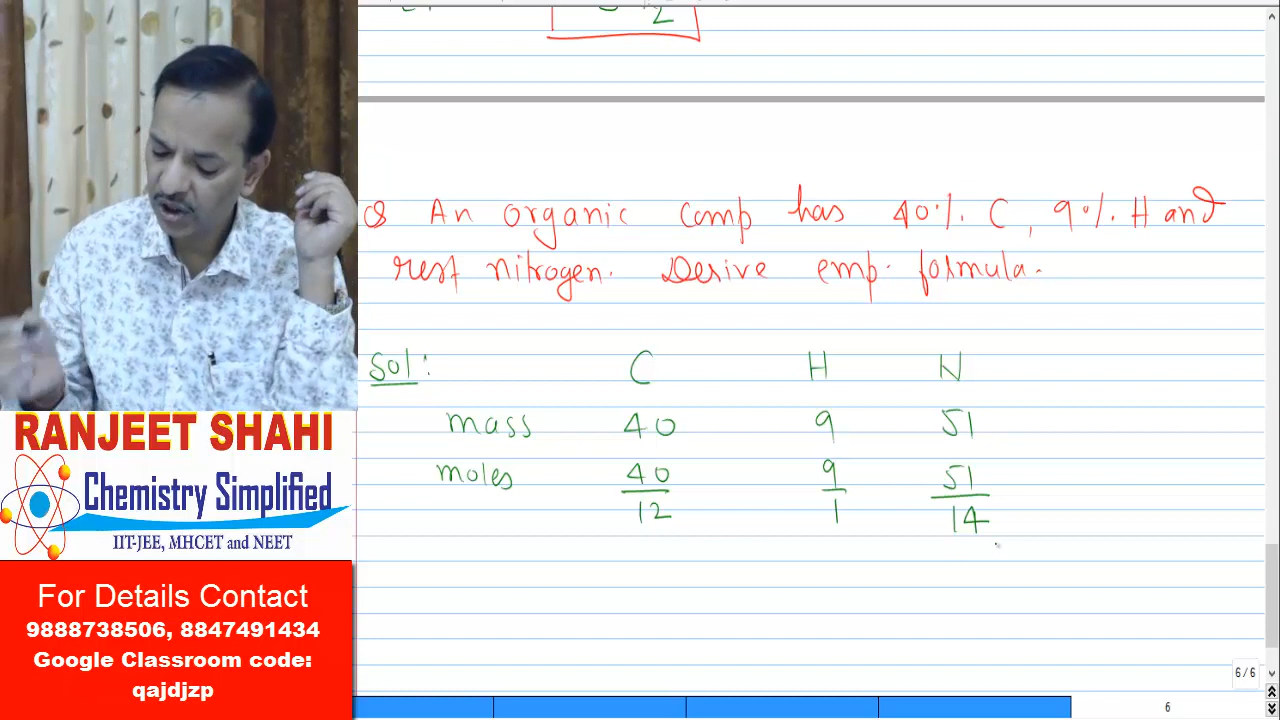 2
Q An organic comp has 40% C, 9% H and
rest nitrogen. Derive emp. formula.
Sol: C H N
mass 40 9 51
moles 40/12 9/1 51/14
RANJEET SHAHI
Chemistry Simplified
IIT-JEE, MHCET and NEET
For Details Contact
9888738506, 8847491434
Google Classroom code:
qajdjzp
6/6
6